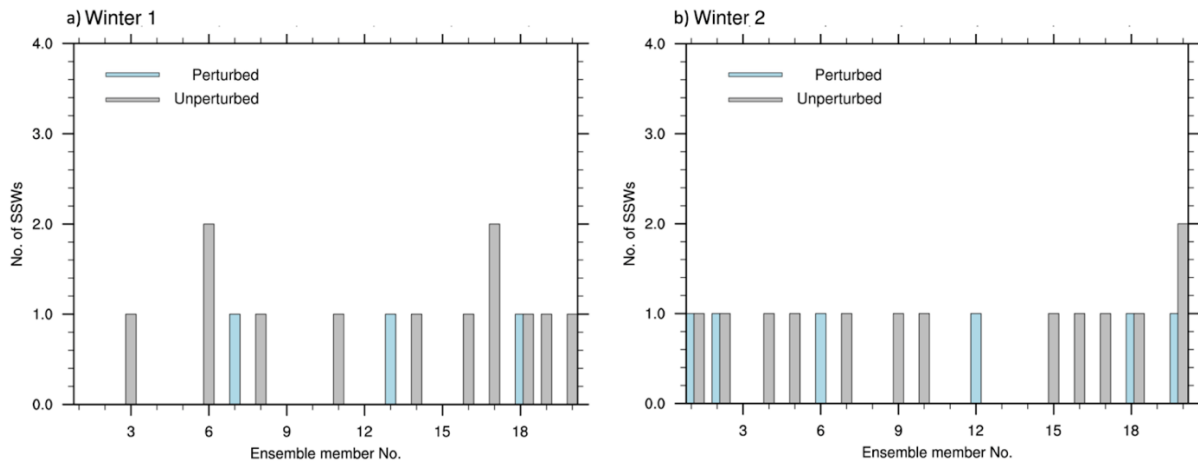 a) Winter 1
4.0
3.0
2.0
1.0
0.0
No. of SSWs
Perturbed
Unperturbed
3 6 9 12 15 18
Ensemble member No.
b) Winter 2
4.0
3.0
2.0
1.0
0.0
No. of SSWs
Perturbed
Unperturbed
3 6 9 12 15 18
Ensemble member No.